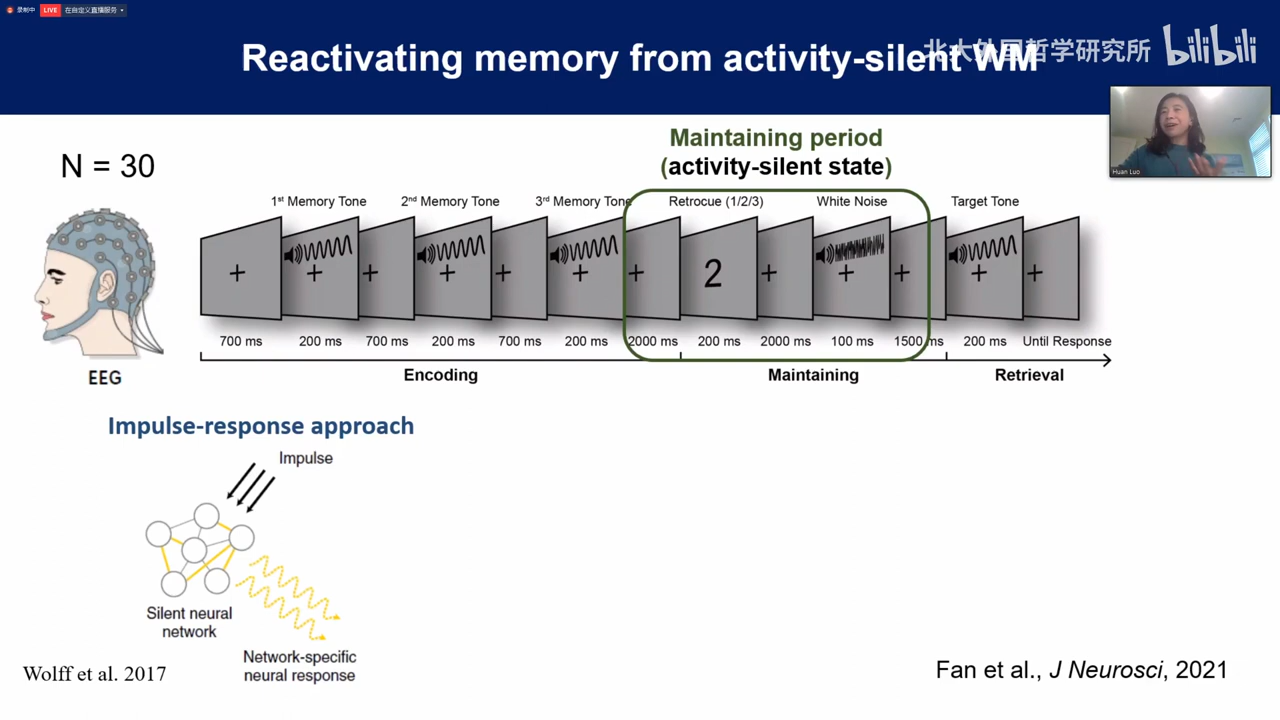 录制中 LIVE 在自定义直播服务
Reactivating memory from activity-silent WM
北大外国哲学研究所 bilibili
Huan Luo
N = 30
Maintaining period
(activity-silent state)
1st Memory Tone 2nd Memory Tone 3rd Memory Tone Retrocue (1/2/3) White Noise Target Tone
2
700 ms 200 ms 700 ms 200 ms 700 ms 200 ms 2000 ms 200 ms 2000 ms 100 ms 1500 ms 200 ms Until Response
Encoding Maintaining Retrieval
EEG
Impulse-response approach
Impulse
Silent neural
network
Network-specific
neural response
Wolff et al. 2017
Fan et al., J Neurosci, 2021